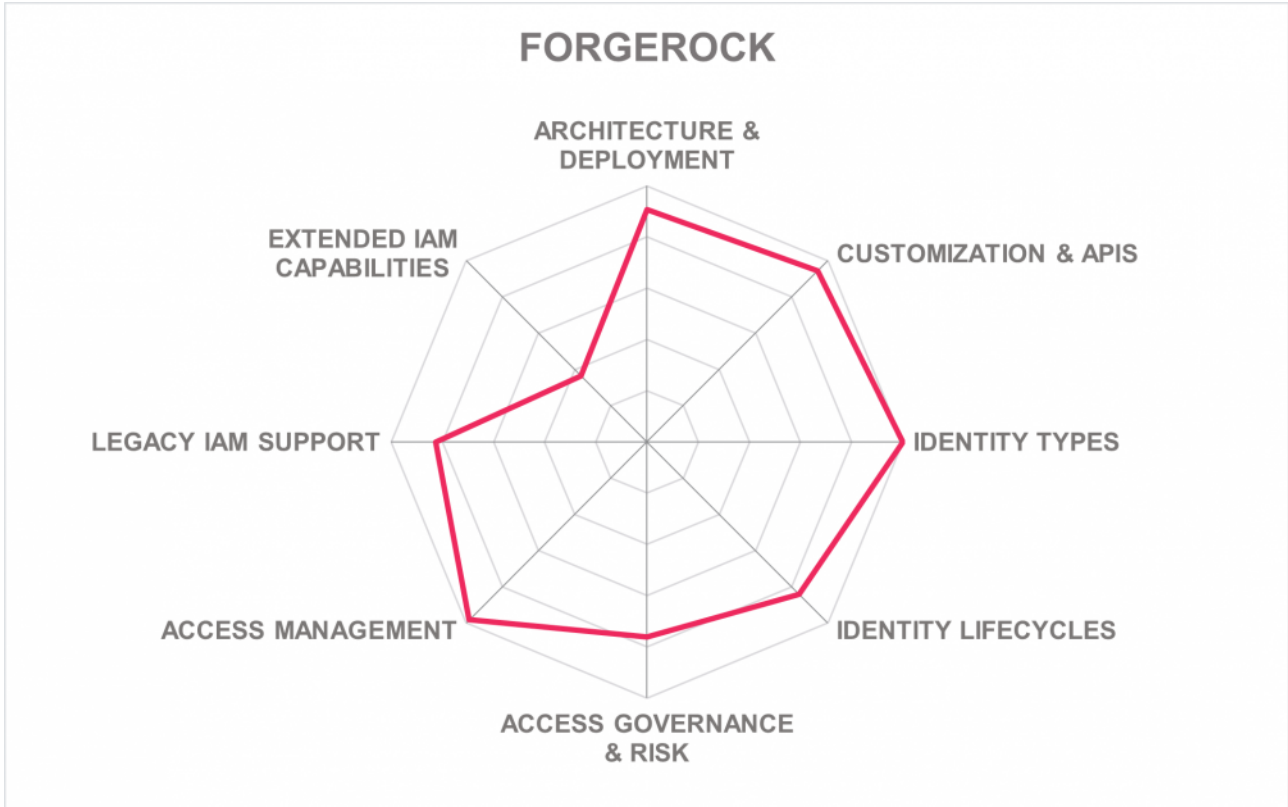 FORGEROCK
ARCHITECTURE &
DEPLOYMENT
EXTENDED IAM
CAPABILITIES
CUSTOMIZATION & APIS
LEGACY IAM SUPPORT
IDENTITY TYPES
ACCESS MANAGEMENT
IDENTITY LIFECYCLES
ACCESS GOVERNANCE
& RISK